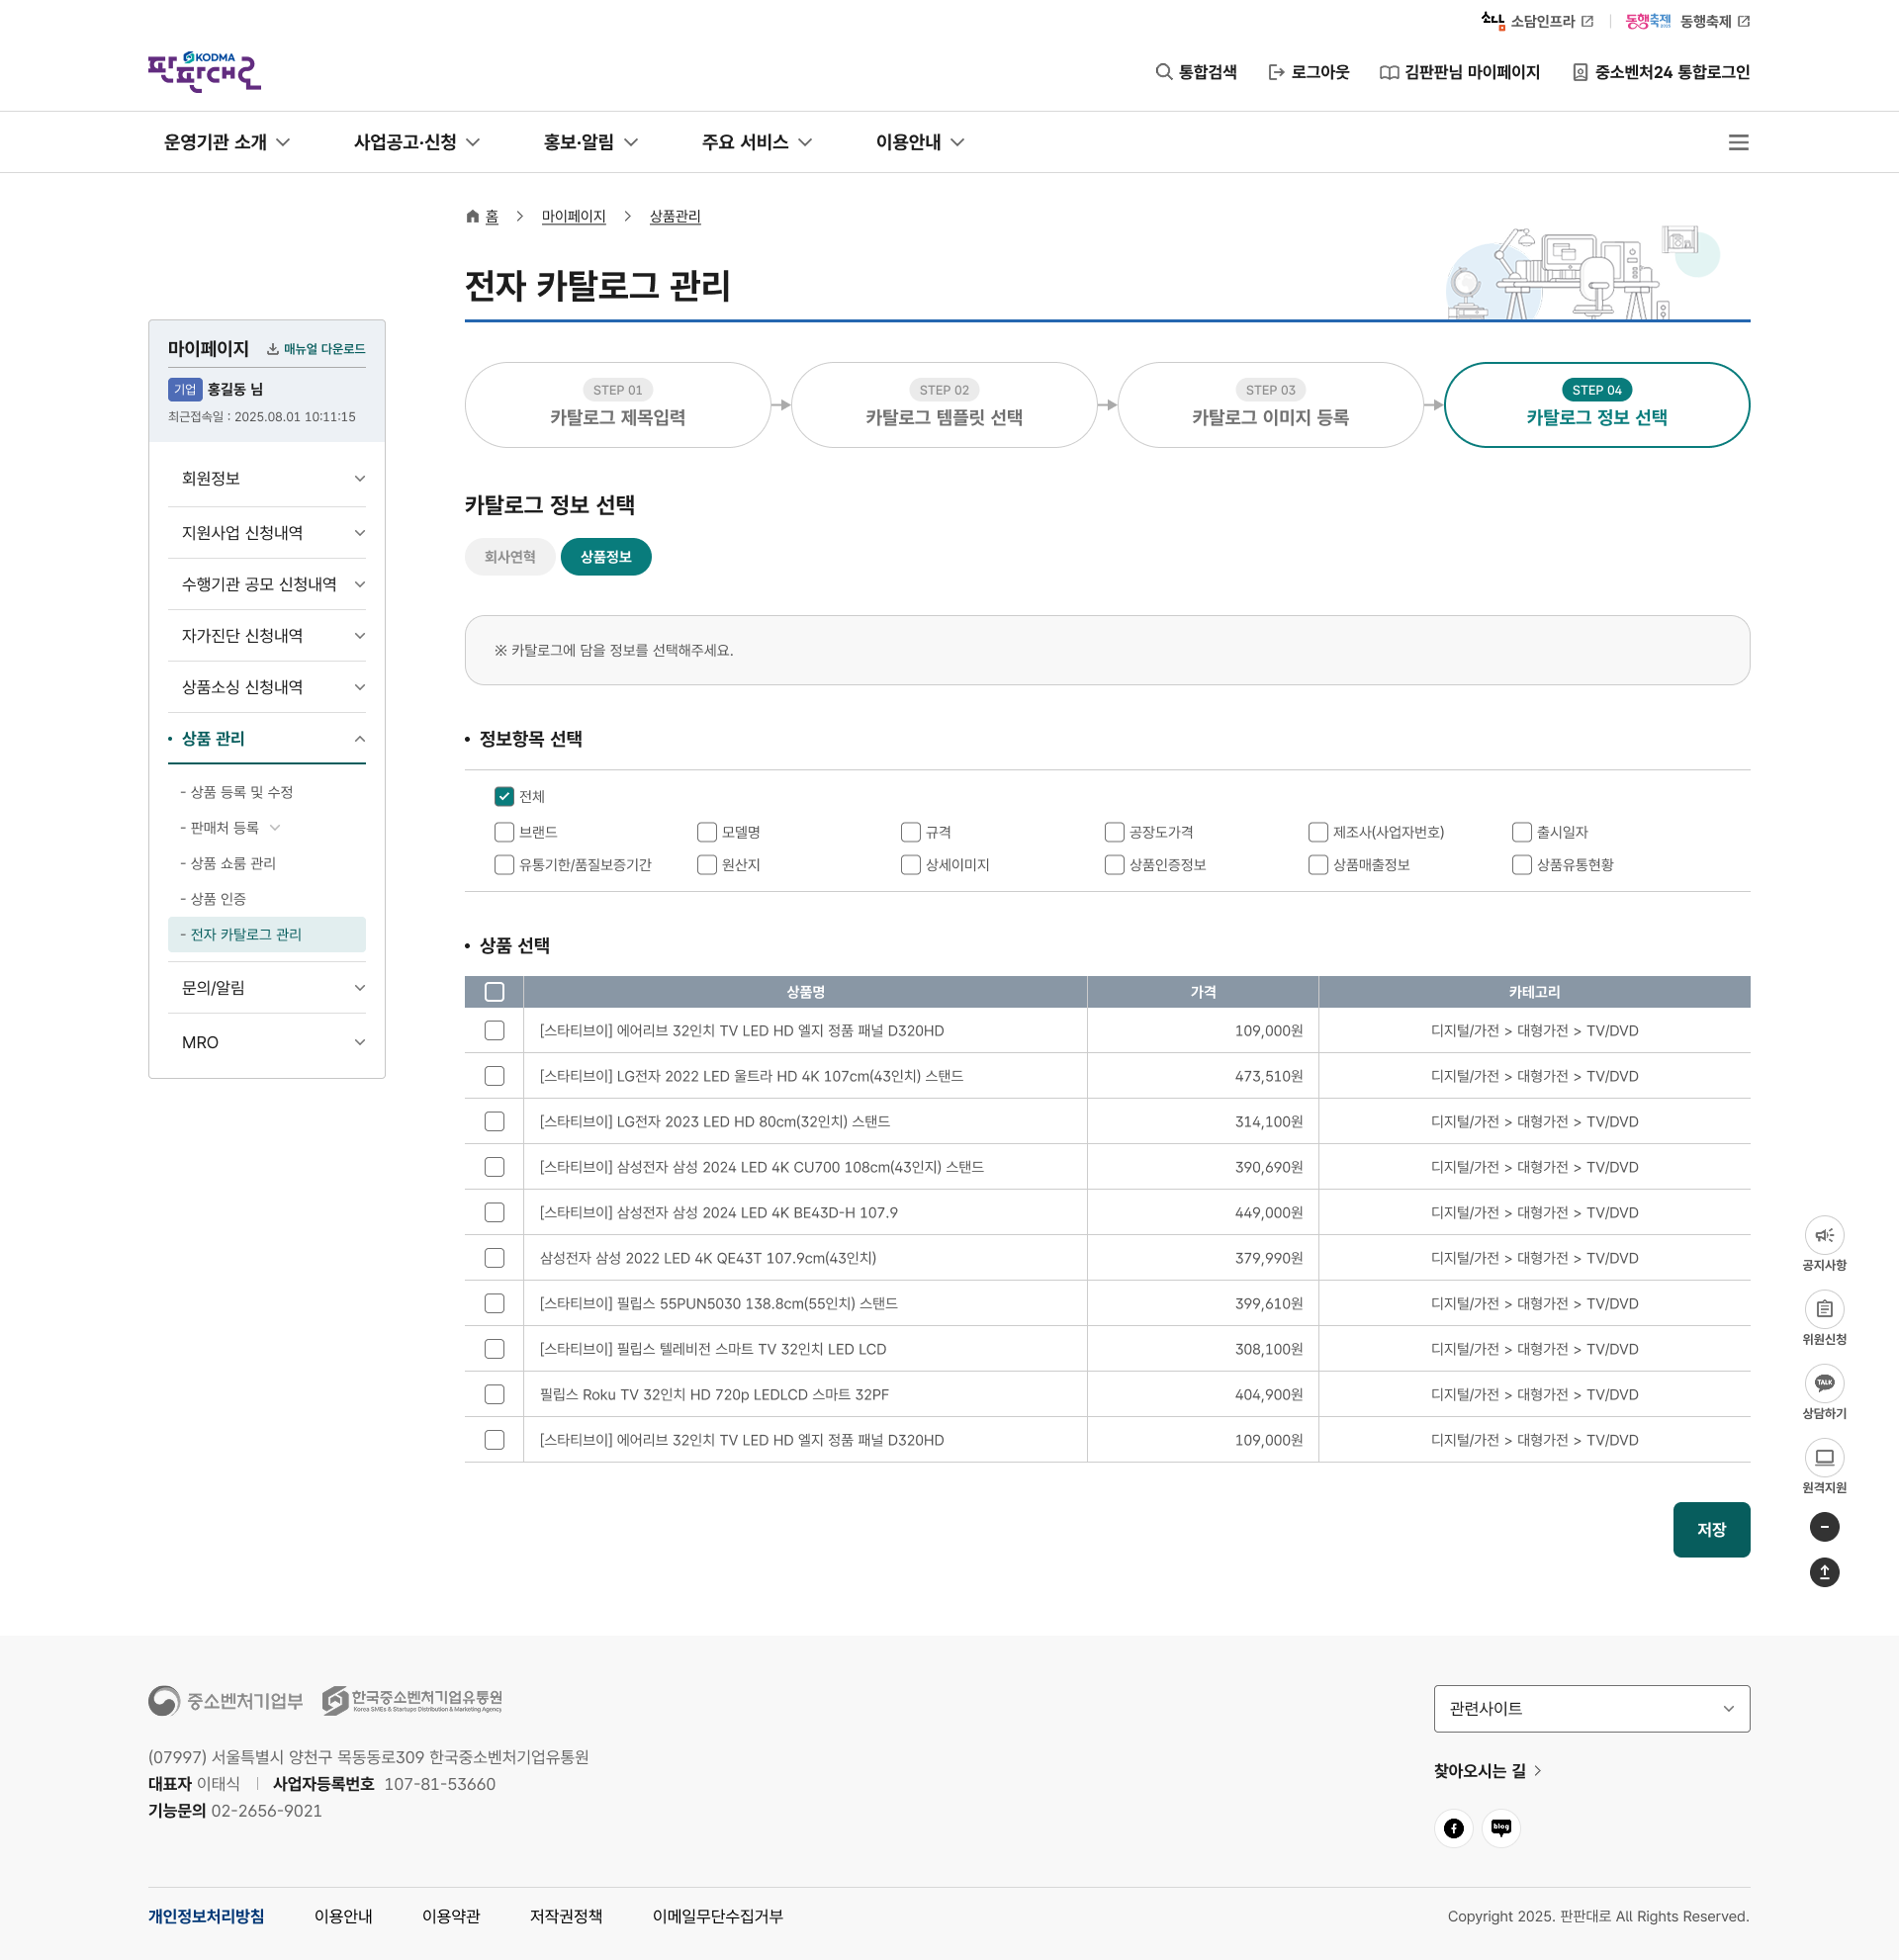 소담 소담인프라 동행축제 동행축제
KODMA 판판대로
통합검색 로그아웃 김판판님 마이페이지 중소벤처24 통합로그인
운영기관 소개 사업공고·신청 홍보·알림 주요 서비스 이용안내
홈 > 마이페이지 > 상품관리
전자 카탈로그 관리
마이페이지 매뉴얼 다운로드
기업 홍길동 님
최근접속일 : 2025.08.01 10:11:15
회원정보
지원사업 신청내역
수행기관 공모 신청내역
자가진단 신청내역
상품소싱 신청내역
• 상품 관리
- 상품 등록 및 수정
- 판매처 등록
- 상품 쇼룸 관리
- 상품 인증
- 전자 카탈로그 관리
문의/알림
MRO
STEP 01
카탈로그 제목입력
STEP 02
카탈로그 템플릿 선택
STEP 03
카탈로그 이미지 등록
STEP 04
카탈로그 정보 선택
카탈로그 정보 선택
회사연혁 상품정보
※ 카탈로그에 담을 정보를 선택해주세요.
• 정보항목 선택
전체
브랜드 모델명 규격 공장도가격 제조사(사업자번호) 출시일자
유통기한/품질보증기간 원산지 상세이미지 상품인증정보 상품매출정보 상품유통현황
• 상품 선택
상품명 가격 카테고리
[스타티브이] 에어리브 32인치 TV LED HD 엘지 정품 패널 D320HD 109,000원 디지털/가전 > 대형가전 > TV/DVD
[스타티브이] LG전자 2022 LED 울트라 HD 4K 107cm(43인치) 스탠드 473,510원 디지털/가전 > 대형가전 > TV/DVD
[스타티브이] LG전자 2023 LED HD 80cm(32인치) 스탠드 314,100원 디지털/가전 > 대형가전 > TV/DVD
[스타티브이] 삼성전자 삼성 2024 LED 4K CU700 108cm(43인지) 스탠드 390,690원 디지털/가전 > 대형가전 > TV/DVD
[스타티브이] 삼성전자 삼성 2024 LED 4K BE43D-H 107.9 449,000원 디지털/가전 > 대형가전 > TV/DVD
삼성전자 삼성 2022 LED 4K QE43T 107.9cm(43인치) 379,990원 디지털/가전 > 대형가전 > TV/DVD
[스타티브이] 필립스 55PUN5030 138.8cm(55인치) 스탠드 399,610원 디지털/가전 > 대형가전 > TV/DVD
[스타티브이] 필립스 텔레비전 스마트 TV 32인치 LED LCD 308,100원 디지털/가전 > 대형가전 > TV/DVD
필립스 Roku TV 32인치 HD 720p LEDLCD 스마트 32PF 404,900원 디지털/가전 > 대형가전 > TV/DVD
[스타티브이] 에어리브 32인치 TV LED HD 엘지 정품 패널 D320HD 109,000원 디지털/가전 > 대형가전 > TV/DVD
저장
공지사항
위원신청
TALK
상담하기
원격지원
중소벤처기업부 한국중소벤처기업유통원
Korea SMEs & Startups Distribution & Marketing Agency
관련사이트
(07997) 서울특별시 양천구 목동동로309 한국중소벤처기업유통원
대표자 이태식 사업자등록번호 107-81-53660
기능문의 02-2656-9021
찾아오시는 길
blog
개인정보처리방침 이용안내 이용약관 저작권정책 이메일무단수집거부
Copyright 2025. 판판대로 All Rights Reserved.